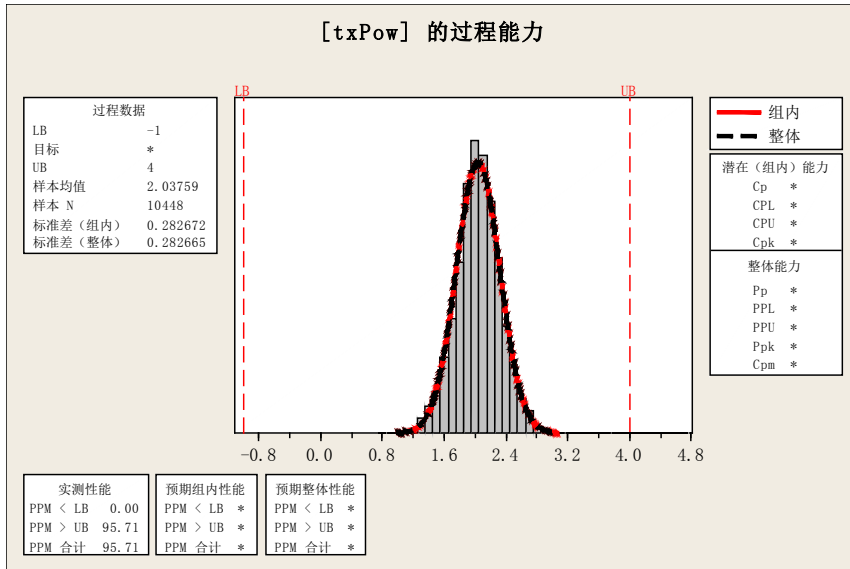 [txPow] 的过程能力
LB
UB
过程数据
LB -1
目标 *
UB 4
样本均值 2.03759
样本 N 10448
标准差（组内） 0.282672
标准差（整体） 0.282665
组内
整体
潜在（组内）能力
Cp *
CPL *
CPU *
Cpk *
整体能力
Pp *
PPL *
PPU *
Ppk *
Cpm *
-0.8 0.0 0.8 1.6 2.4 3.2 4.0 4.8
实测性能
PPM < LB 0.00
PPM > UB 95.71
PPM 合计 95.71
预期组内性能
PPM < LB *
PPM > UB *
PPM 合计 *
预期整体性能
PPM < LB *
PPM > UB *
PPM 合计 *